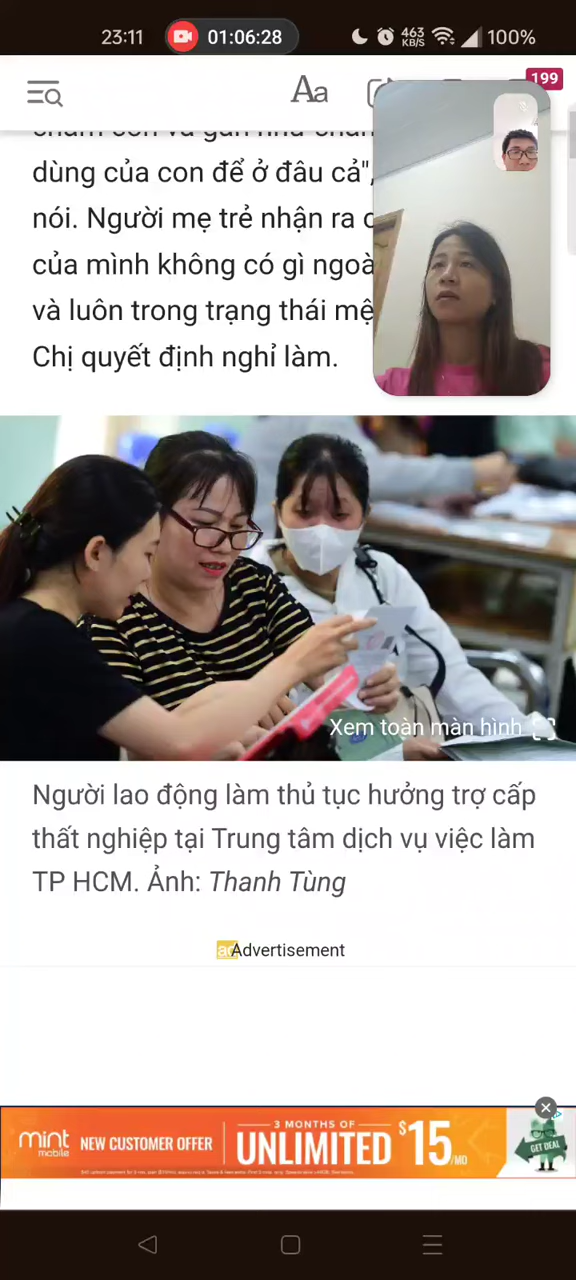 23:11
01:06:28
463
KB/S
100%
Aa
199
dùng của con để ở đâu cả",
nói. Người mẹ trẻ nhận ra
của mình không có gì
và luôn trong trạng thái
Chị quyết định nghỉ làm.
Xem toàn màn hình
Người lao động làm thủ tục hưởng trợ cấp
thất nghiệp tại Trung tâm dịch vụ việc làm
TP HCM. Ảnh: Thanh Tùng
ad Advertisement
mint
mobile
NEW CUSTOMER OFFER
3 MONTHS OF
UNLIMITED
$15/MO
GET DEAL